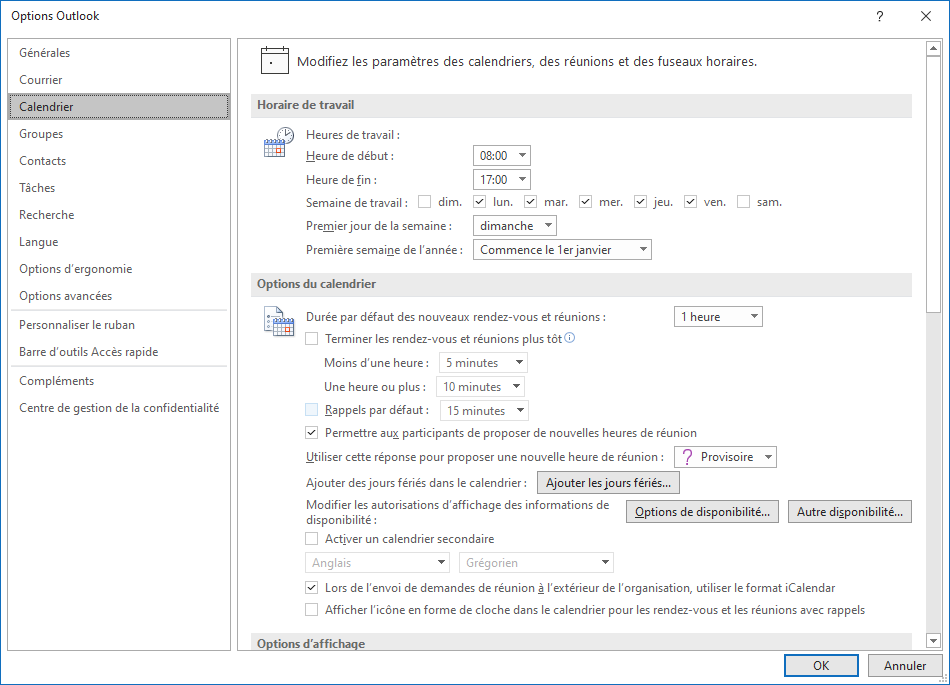 Options Outlook
?
Générales
Courrier
Calendrier
Groupes
Contacts
Tâches
Recherche
Langue
Options d’ergonomie
Options avancées
Personnaliser le ruban
Barre d’outils Accès rapide
Compléments
Centre de gestion de la confidentialité
Modifiez les paramètres des calendriers, des réunions et des fuseaux horaires.
Horaire de travail
Heures de travail :
Heure de début : 08:00
Heure de fin : 17:00
Semaine de travail : dim. lun. mar. mer. jeu. ven. sam.
Premier jour de la semaine : dimanche
Première semaine de l’année : Commence le 1er janvier
Options du calendrier
Durée par défaut des nouveaux rendez-vous et réunions : 1 heure
Terminer les rendez-vous et réunions plus tôt
Moins d’une heure : 5 minutes
Une heure ou plus : 10 minutes
Rappels par défaut : 15 minutes
Permettre aux participants de proposer de nouvelles heures de réunion
Utiliser cette réponse pour proposer une nouvelle heure de réunion : ? Provisoire
Ajouter des jours fériés dans le calendrier : Ajouter les jours fériés...
Modifier les autorisations d’affichage des informations de
disponibilité : Options de disponibilité... Autre disponibilité...
Activer un calendrier secondaire
Anglais Grégorien
Lors de l’envoi de demandes de réunion à l’extérieur de l’organisation, utiliser le format iCalendar
Afficher l’icône en forme de cloche dans le calendrier pour les rendez-vous et les réunions avec rappels
Options d’affichage
OK Annuler